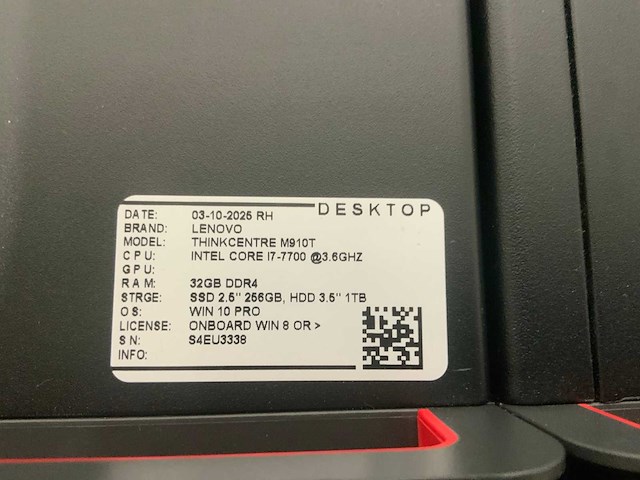 DESKTOP
DATE: 03-10-2025 RH
BRAND: LENOVO
MODEL: THINKCENTRE M910T
CPU: INTEL CORE I7-7700 @3.6GHZ
GPU:
RAM: 32GB DDR4
STRGE: SSD 2.5" 256GB, HDD 3.5" 1TB
OS: WIN 10 PRO
LICENSE: ONBOARD WIN 8 OR >
SN: S4EU3338
INFO: